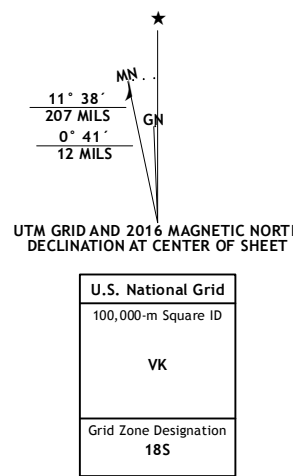 ★
MN
GN
11° 38´
207 MILS
0° 41´
12 MILS
UTM GRID AND 2016 MAGNETIC NORTH
DECLINATION AT CENTER OF SHEET
U.S. National Grid
100,000-m Square ID
VK
Grid Zone Designation
18S